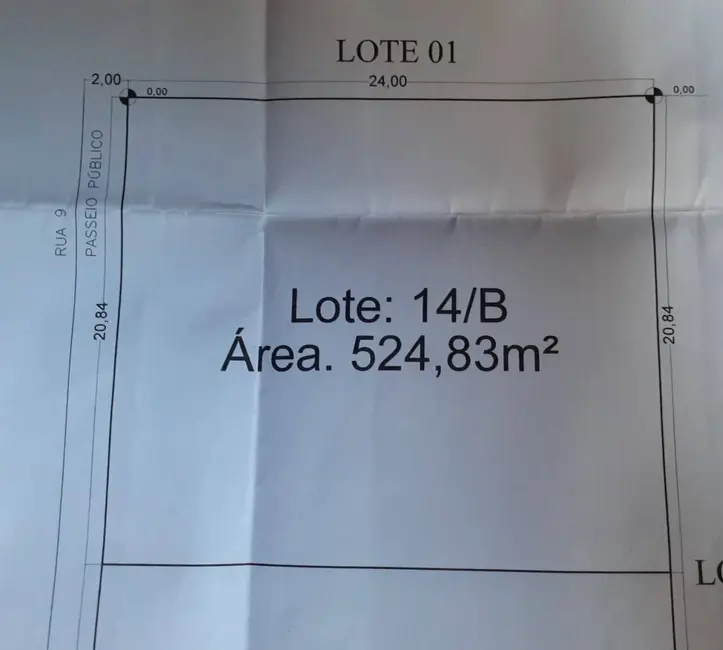 LOTE 01
2,00
24,00
0,00
0,00
RUA 9
PASSEIO PÚBLICO
20,84
20,84
Lote: 14/B
Área. 524,83m²
LO